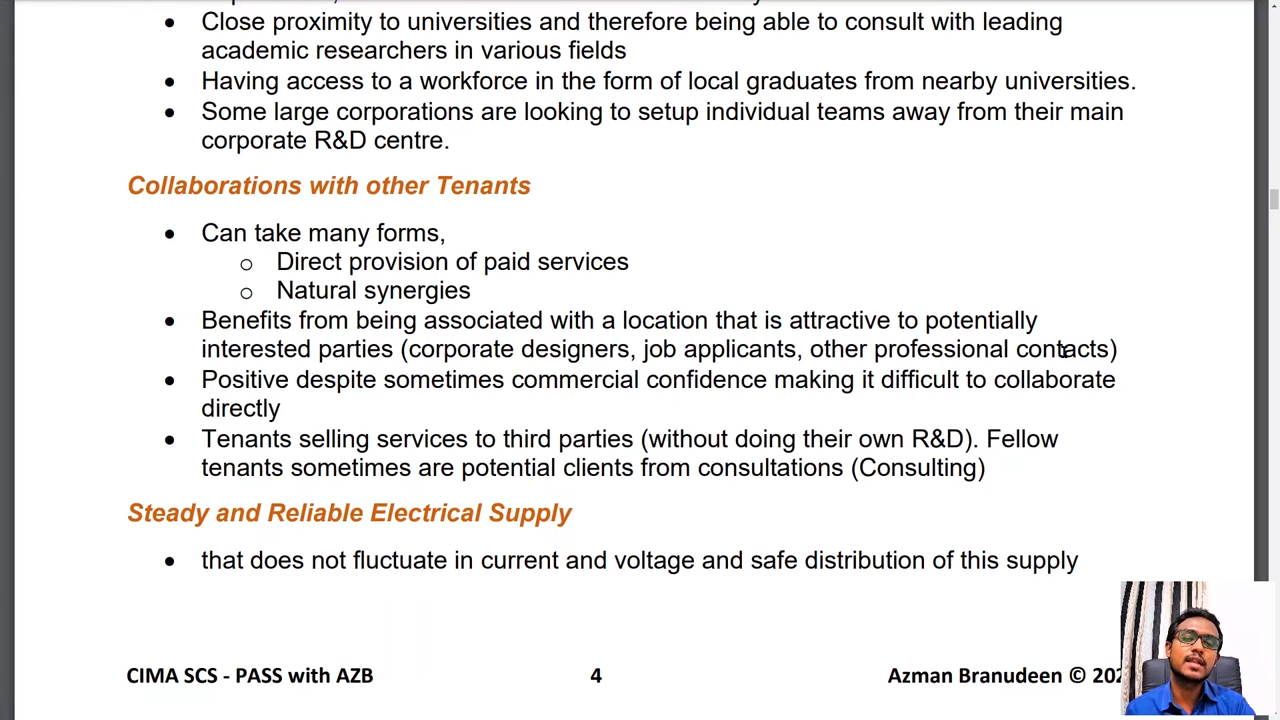 Close proximity to universities and therefore being able to consult with leading
academic researchers in various fields
Having access to a workforce in the form of local graduates from nearby universities.
Some large corporations are looking to setup individual teams away from their main
corporate R&D centre.
Collaborations with other Tenants
Can take many forms,
Direct provision of paid services
Natural synergies
Benefits from being associated with a location that is attractive to potentially
interested parties (corporate designers, job applicants, other professional contacts)
Positive despite sometimes commercial confidence making it difficult to collaborate
directly
Tenants selling services to third parties (without doing their own R&D). Fellow
tenants sometimes are potential clients from consultations (Consulting)
Steady and Reliable Electrical Supply
that does not fluctuate in current and voltage and safe distribution of this supply
CIMA SCS - PASS with AZB
4
Azman Branudeen ©